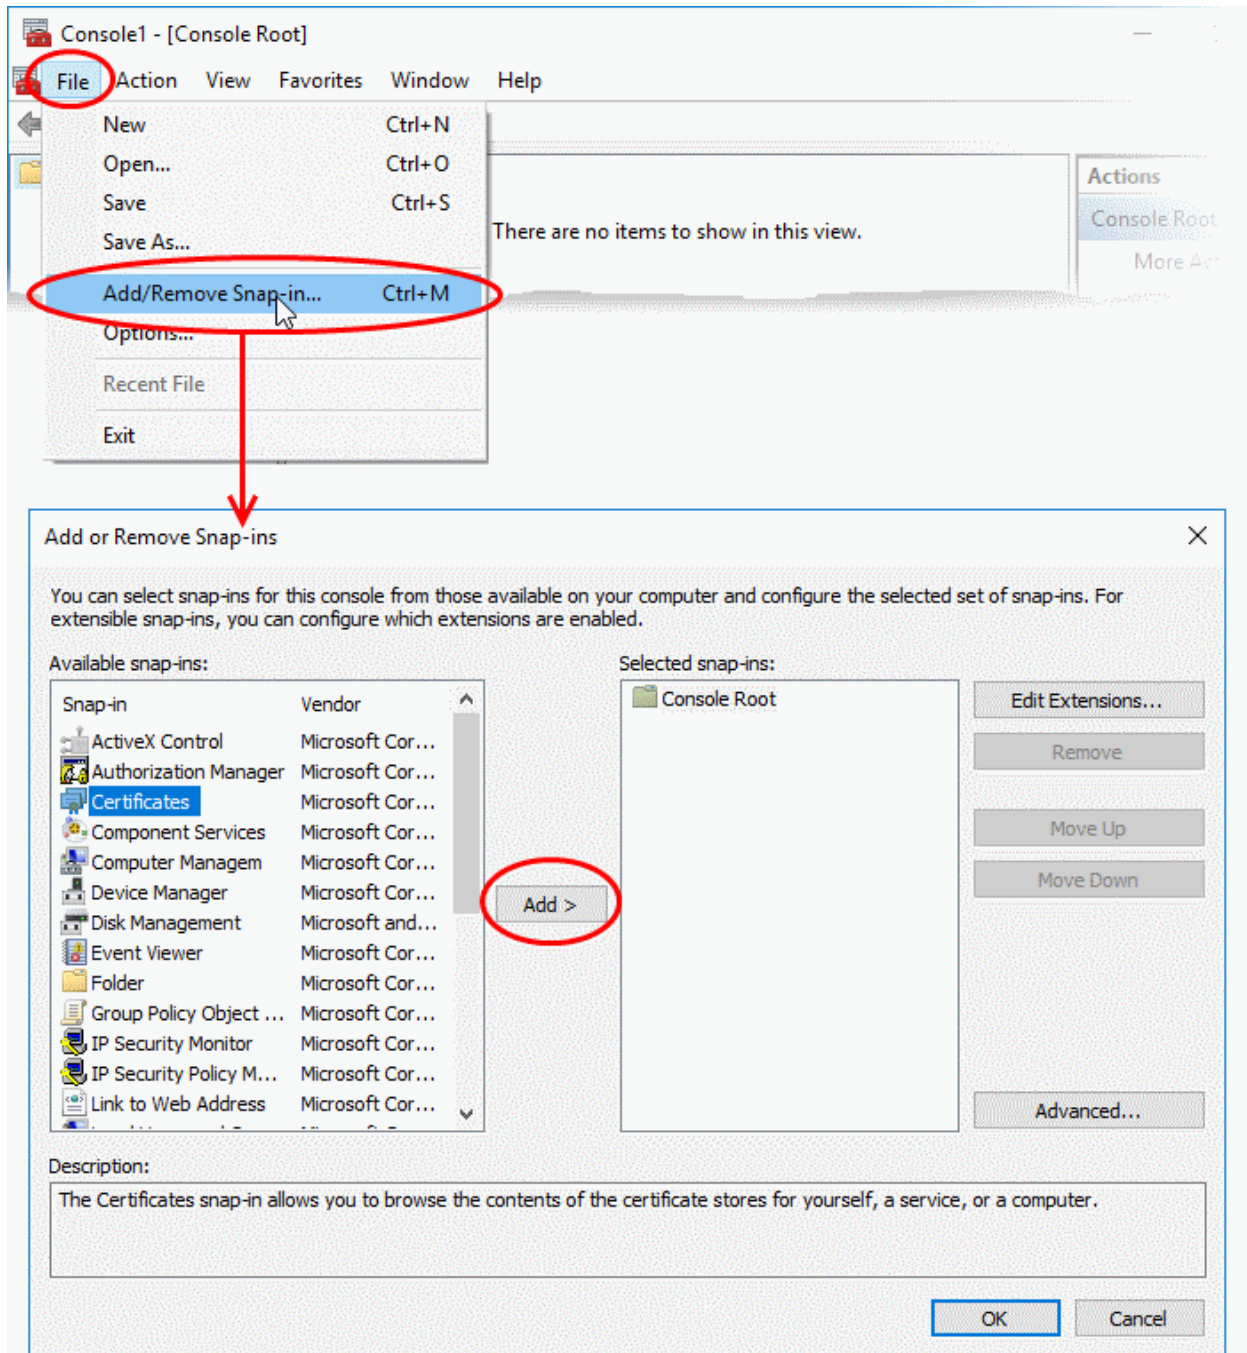 Console1 - [Console Root]
File Action View Favorites Window Help
New Ctrl+N
Open... Ctrl+O
Save Ctrl+S
Save As...
Add/Remove Snap-in... Ctrl+M
Options...
Recent File
Exit
There are no items to show in this view.
Actions
Console Root
More
Add or Remove Snap-ins
You can select snap-ins for this console from those available on your computer and configure the selected set of snap-ins. For
extensible snap-ins, you can configure which extensions are enabled.
Available snap-ins:
Snap-in Vendor
ActiveX Control Microsoft Cor...
Authorization Manager Microsoft Cor...
Certificates Microsoft Cor...
Component Services Microsoft Cor...
Computer Managem Microsoft Cor...
Device Manager Microsoft Cor...
Disk Management Microsoft and...
Event Viewer Microsoft Cor...
Folder Microsoft Cor...
Group Policy Object ... Microsoft Cor...
IP Security Monitor Microsoft Cor...
IP Security Policy M... Microsoft Cor...
Link to Web Address Microsoft Cor...
Add >
Selected snap-ins:
Console Root
Edit Extensions...
Remove
Move Up
Move Down
Advanced...
Description:
The Certificates snap-in allows you to browse the contents of the certificate stores for yourself, a service, or a computer.
OK Cancel